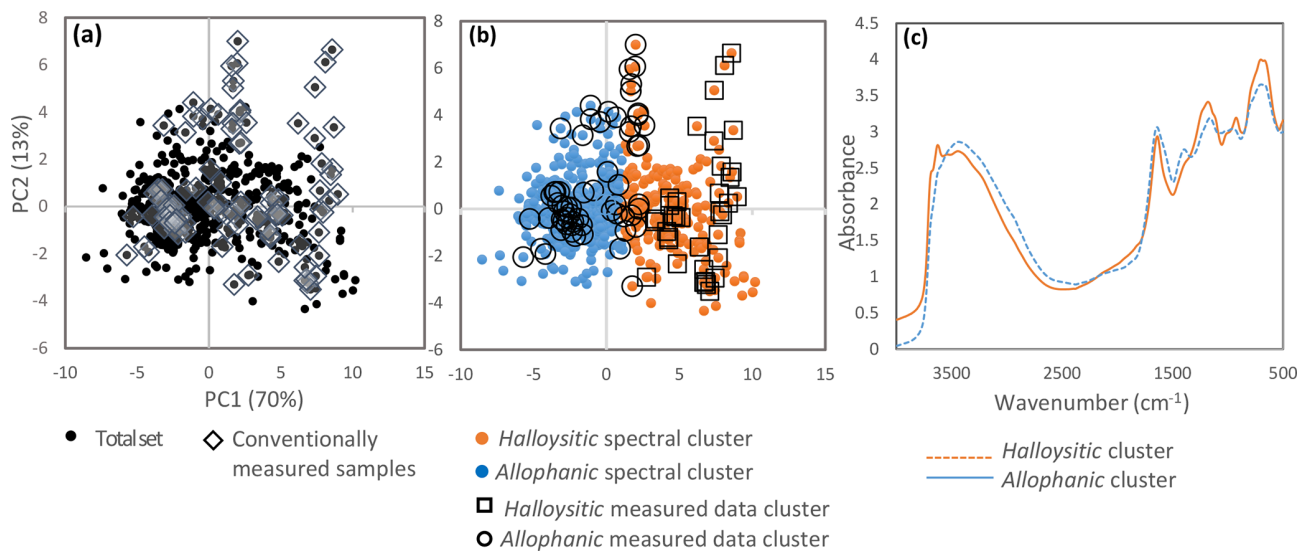 (a)
8
6
4
2
0
-2
-4
-6
-10
-5
0
5
10
15
PC2 (13%)
PC1 (70%)
Total set
Conventionally
measured samples
(b)
8
6
4
2
0
-2
-4
-6
-10
-5
0
5
10
15
Halloysitic spectral cluster
Allophanic spectral cluster
Halloysitic measured data cluster
Allophanic measured data cluster
(c)
4.5
4
3.5
3
2.5
2
1.5
1
0.5
0
Absorbance
3500
2500
1500
500
Wavenumber (cm-1)
Halloysitic cluster
Allophanic cluster